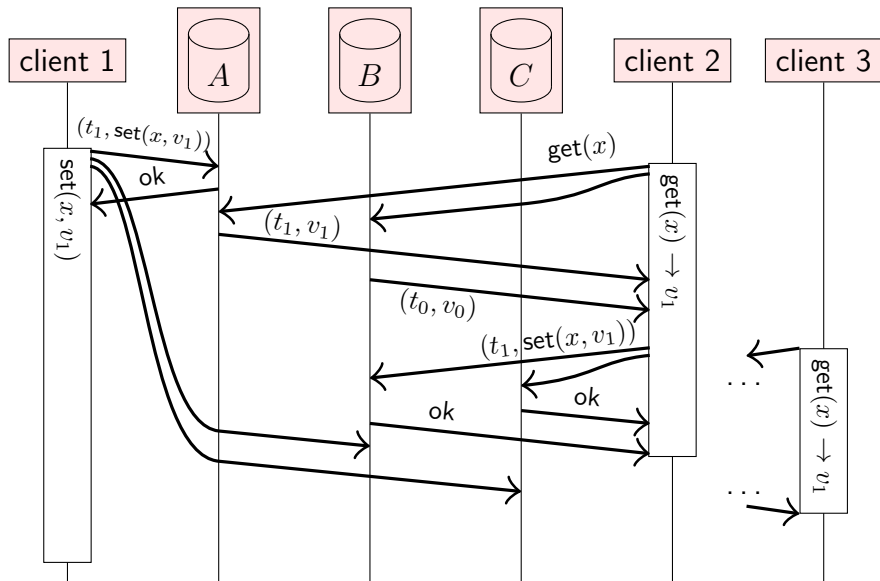 client 1
A
B
C
client 2
client 3
(t₁, set(x, v₁))
ok
set(x, v₁)
get(x)
get(x) → v₁
(t₁, v₁)
(t₀, v₀)
(t₁, set(x, v₁))
ok
ok
. . .
get(x) → v₁
. . .